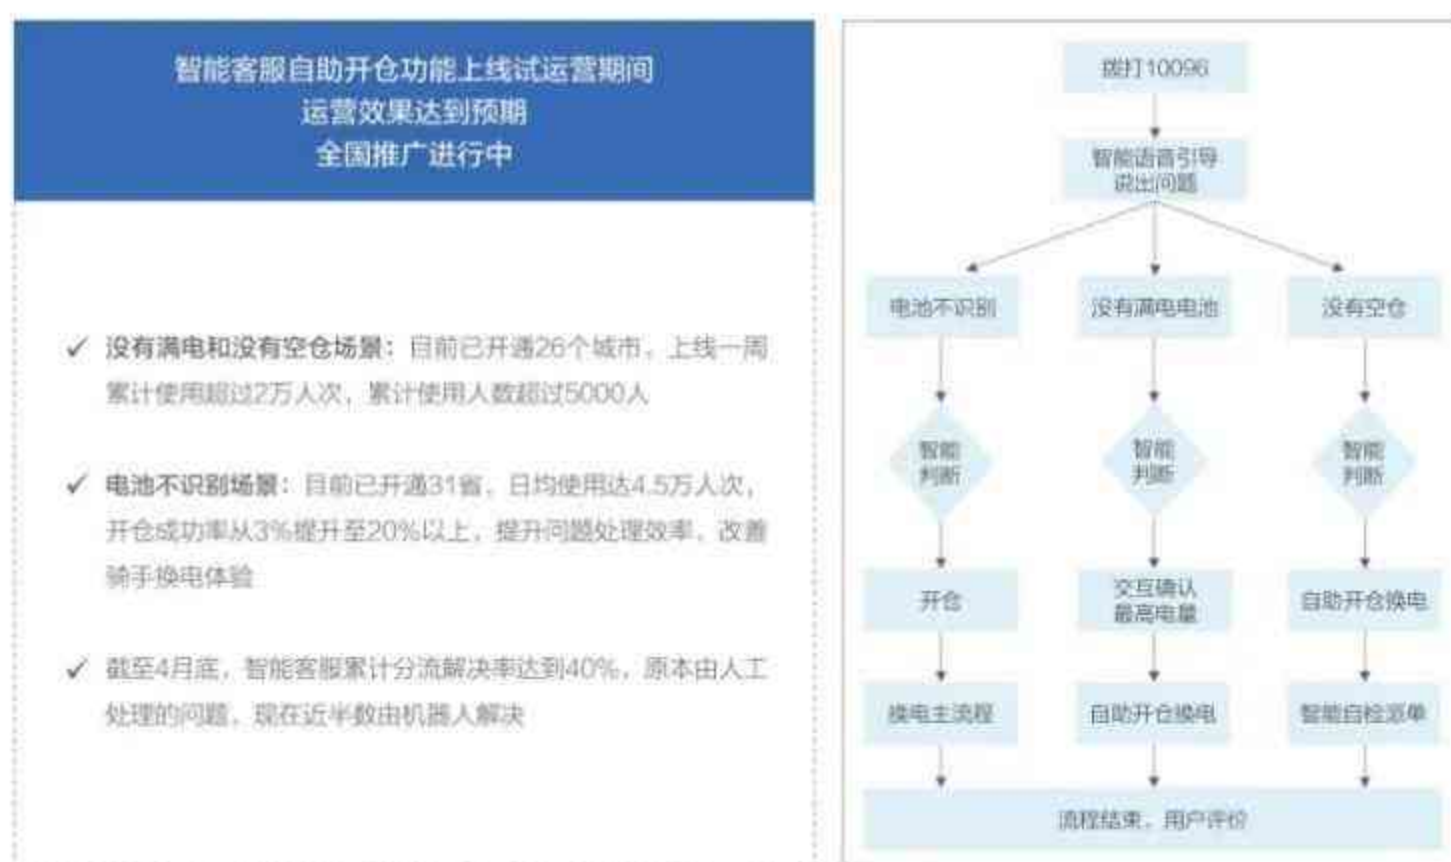 智能客服自助开仓功能上线试运营期间
运营效果达到预期
全国推广进行中
✓ 没有满电和没有空仓场景：目前已开通26个城市，上线一周
累计使用超过2万人次，累计使用人数超过5000人
✓ 电池不识别场景：目前已开通31省，日均使用达4.5万人次，
开仓成功率从3%提升至20%以上，提升问题处理效率，改善
骑手换电体验
✓ 截至4月底，智能客服累计分流解决率达到40%，原本由人工
处理的问题，现在近半数由机器人解决
拨打10096
智能语音引导
说出问题
电池不识别
没有满电电池
没有空仓
智能
判断
智能
判断
智能
判断
开仓
交互确认
最高电量
自助开仓换电
换电主流程
自助开仓换电
智能自检派单
流程结束，用户评价